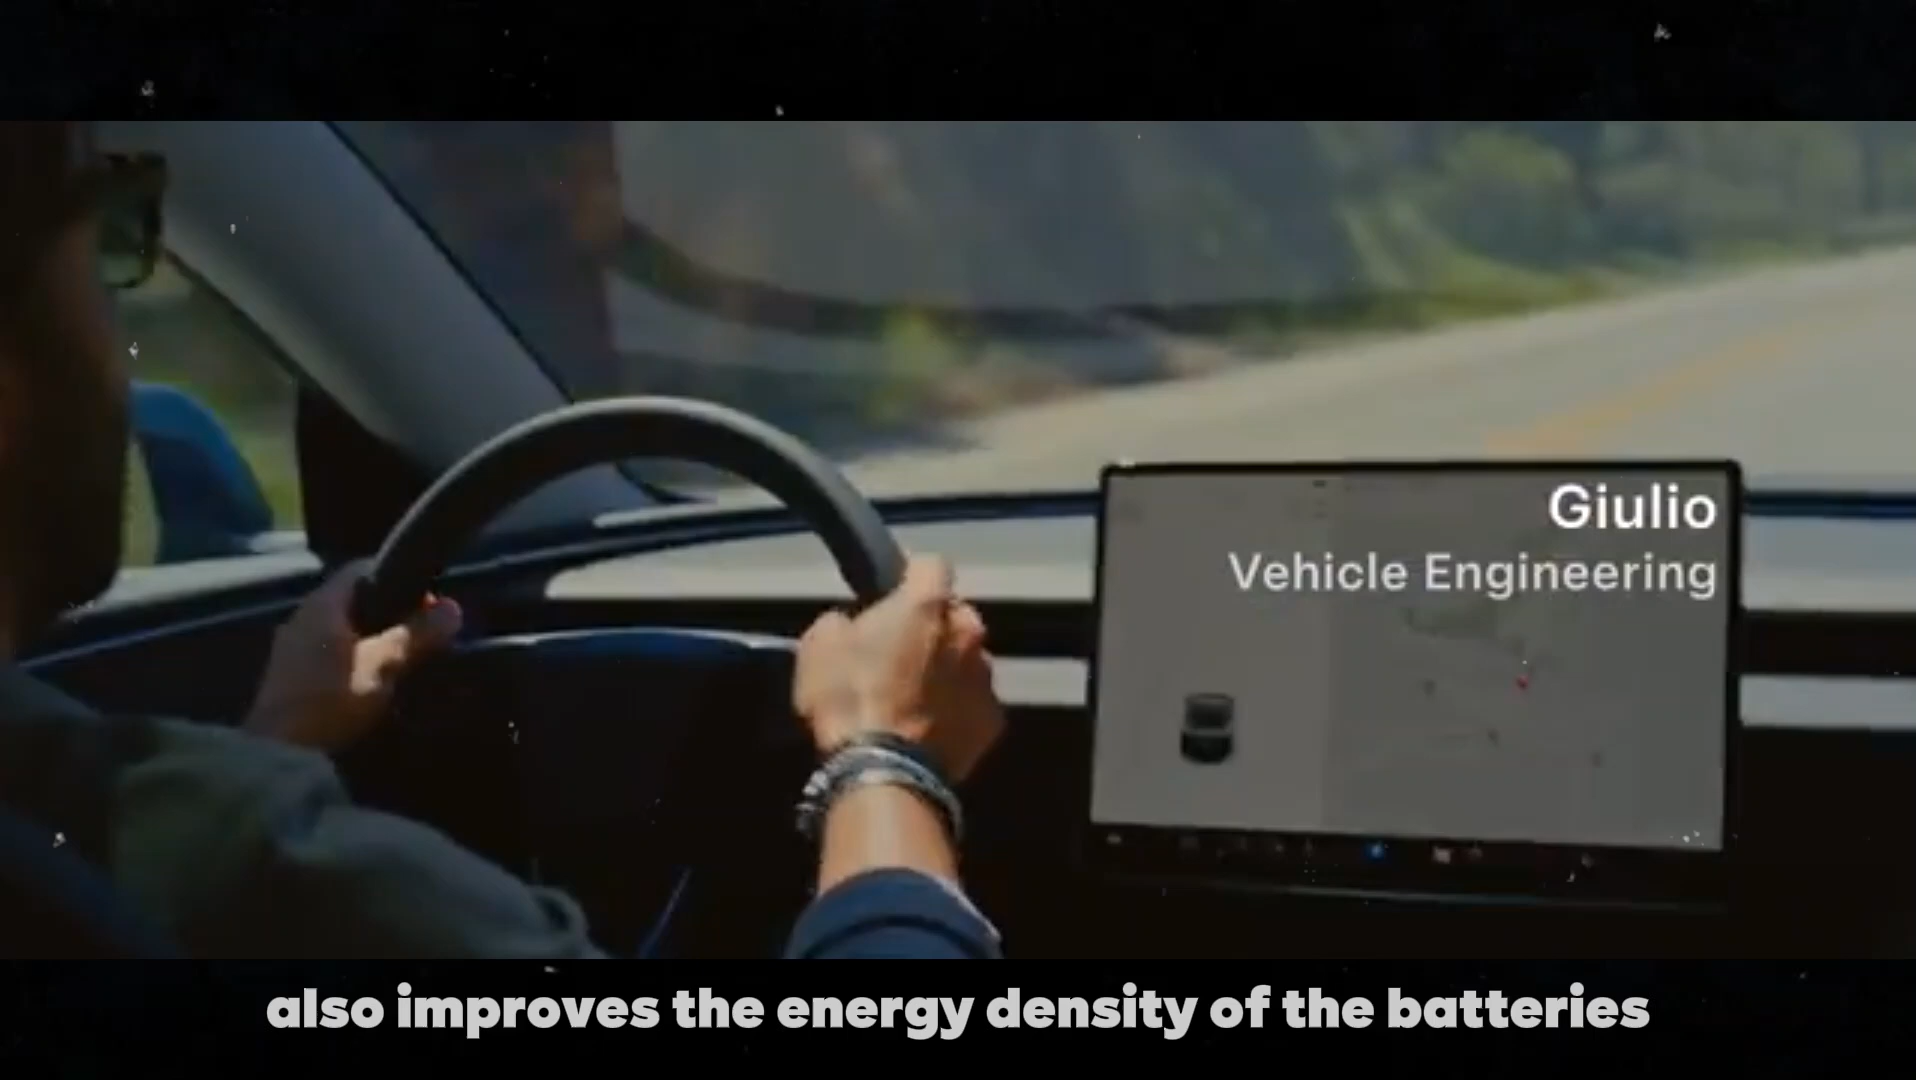 Giulio
Vehicle Engineering
also improves the energy density of the batteries